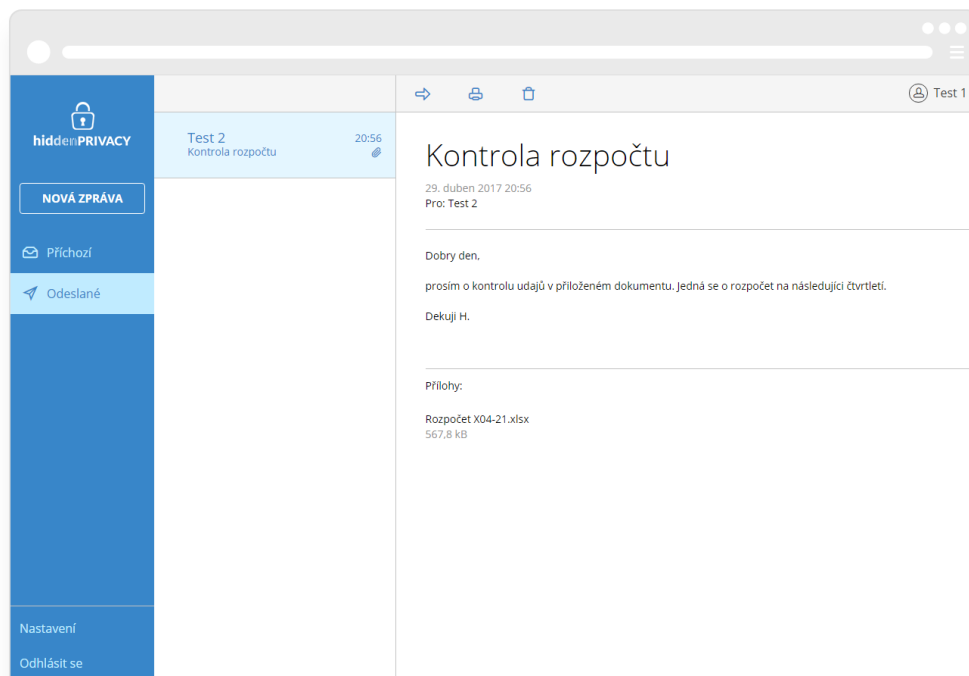 hiddenPRIVACY
NOVÁ ZPRÁVA
Příchozí
Odeslané
Nastavení
Odhlásit se
Test 2
20:56
Kontrola rozpočtu
Test 1
Kontrola rozpočtu
29. duben 2017 20:56
Pro: Test 2
Dobry den,
prosím o kontrolu udajů v přiloženém dokumentu. Jedná se o rozpočet na následující čtvrtletí.
Dekuji H.
Přílohy:
Rozpočet X04-21.xlsx
567,8 kB